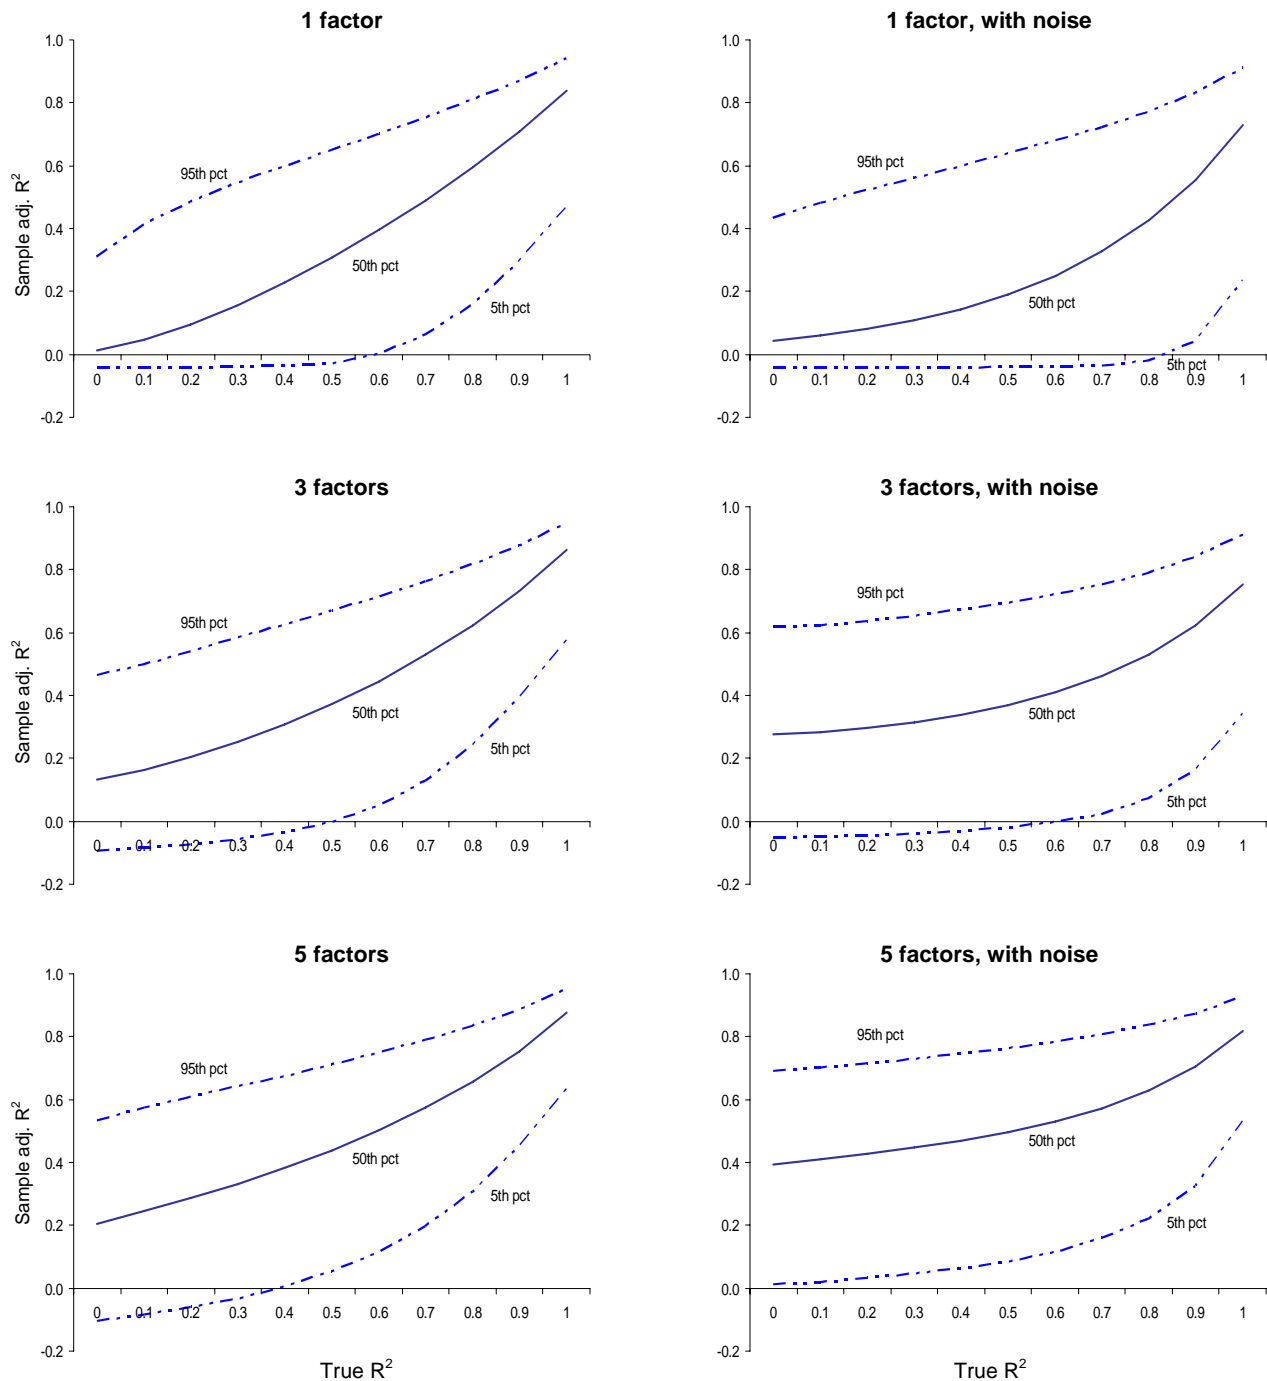 1 factor
1.0
0.8
0.6
0.4
0.2
0.0
-0.2
Sample adj. R²
95th pct
50th pct
5th pct
0 0.1 0.2 0.3 0.4 0.5 0.6 0.7 0.8 0.9 1
1 factor, with noise
1.0
0.8
0.6
0.4
0.2
0.0
-0.2
95th pct
50th pct
5th pct
0 0.1 0.2 0.3 0.4 0.5 0.6 0.7 0.8 0.9 1
3 factors
1.0
0.8
0.6
0.4
0.2
0.0
-0.2
Sample adj. R²
95th pct
50th pct
5th pct
0 0.1 0.2 0.3 0.4 0.5 0.6 0.7 0.8 0.9 1
3 factors, with noise
1.0
0.8
0.6
0.4
0.2
0.0
-0.2
95th pct
50th pct
5th pct
0 0.1 0.2 0.3 0.4 0.5 0.6 0.7 0.8 0.9 1
5 factors
1.0
0.8
0.6
0.4
0.2
0.0
-0.2
Sample adj. R²
95th pct
50th pct
5th pct
0 0.1 0.2 0.3 0.4 0.5 0.6 0.7 0.8 0.9 1
True R²
5 factors, with noise
1.0
0.8
0.6
0.4
0.2
0.0
-0.2
95th pct
50th pct
5th pct
0 0.1 0.2 0.3 0.4 0.5 0.6 0.7 0.8 0.9 1
True R²